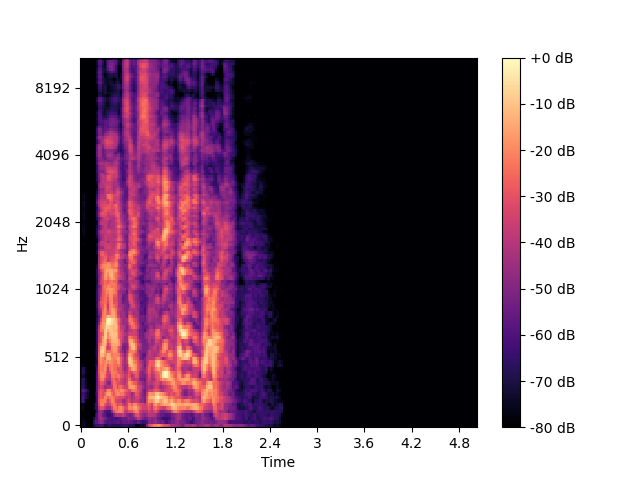 8192
4096
2048
1024
512
0
Hz
0 0.6 1.2 1.8 2.4 3 3.6 4.2 4.8
Time
+0 dB
-10 dB
-20 dB
-30 dB
-40 dB
-50 dB
-60 dB
-70 dB
-80 dB